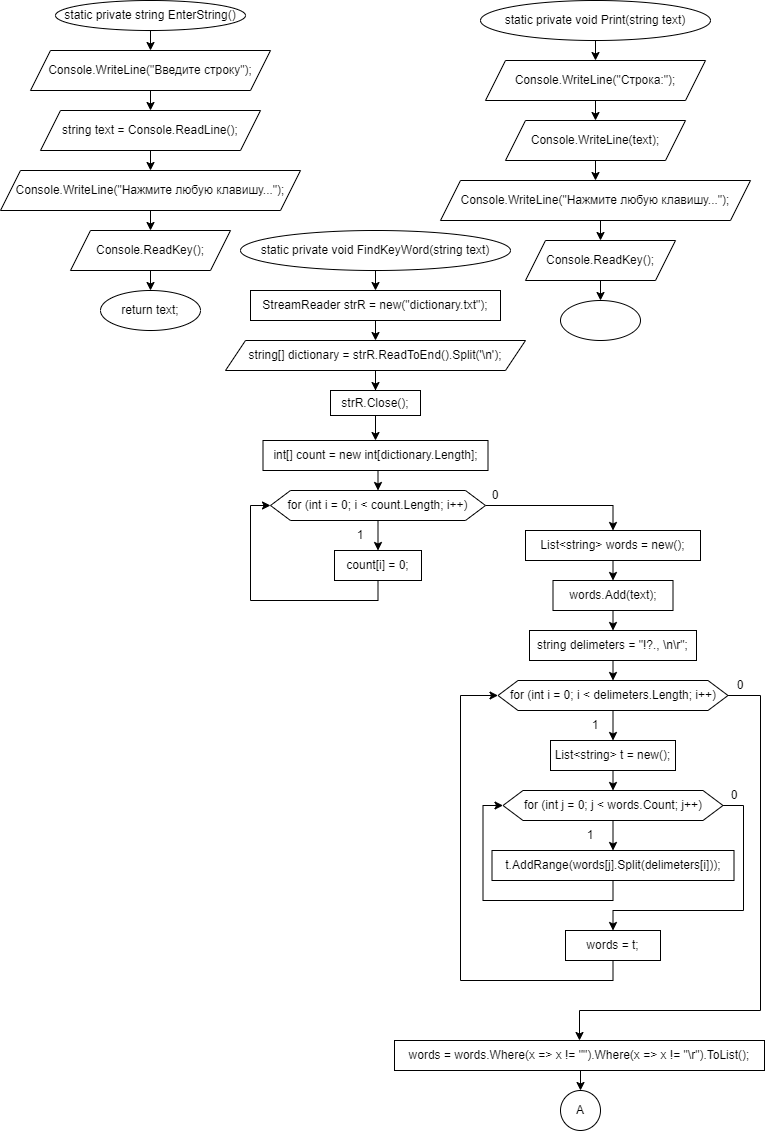 static private string EnterString()
Console.WriteLine("Введите строку");
string text = Console.ReadLine();
Console.WriteLine("Нажмите любую клавишу...");
Console.ReadKey();
return text;
static private void Print(string text)
Console.WriteLine("Строка:");
Console.WriteLine(text);
Console.WriteLine("Нажмите любую клавишу...");
Console.ReadKey();
static private void FindKeyWord(string text)
StreamReader strR = new("dictionary.txt");
string[] dictionary = strR.ReadToEnd().Split('\n');
strR.Close();
int[] count = new int[dictionary.Length];
for (int i = 0; i < count.Length; i++)
0
1
count[i] = 0;
List<string> words = new();
words.Add(text);
string delimeters = "!?., \n\r";
for (int i = 0; i < delimeters.Length; i++)
0
1
List<string> t = new();
for (int j = 0; j < words.Count; j++)
0
1
t.AddRange(words[j].Split(delimeters[i]));
words = t;
words = words.Where(x => x != "").Where(x => x != "\r").ToList();
A